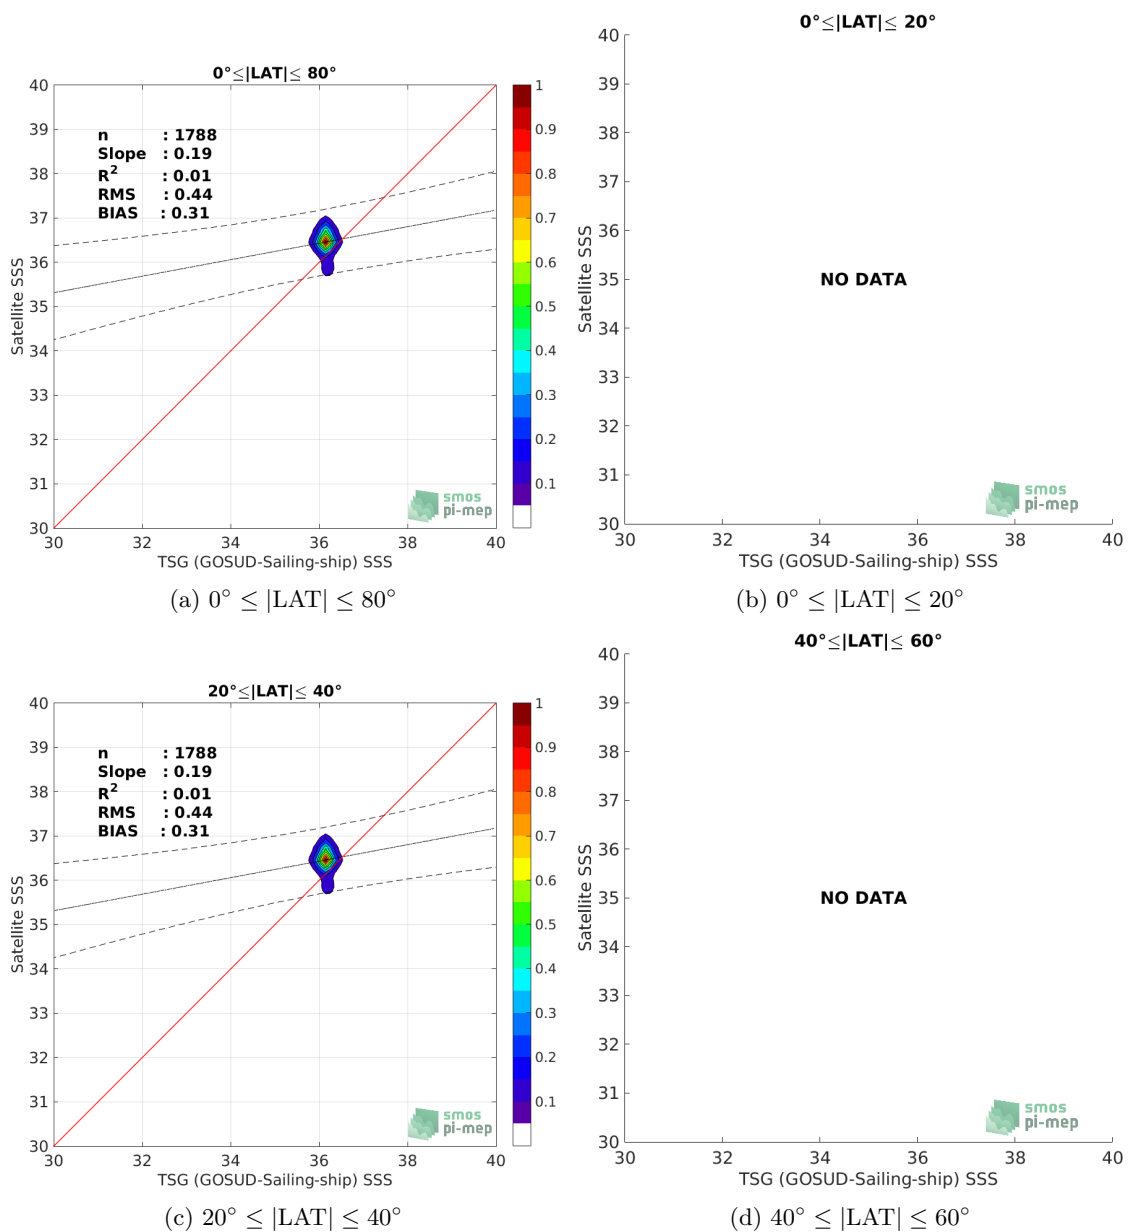 0°≤|LAT|≤ 80°
40
39
38
37
36
35
34
33
32
31
30
n : 1788
Slope : 0.19
R2 : 0.01
RMS : 0.44
BIAS : 0.31
Satellite SSS
30 32 34 36 38 40
TSG (GOSUD-Sailing-ship) SSS
1
0.9
0.8
0.7
0.6
0.5
0.4
0.3
0.2
0.1
smos
pi-mep
(a) 0° ≤ |LAT| ≤ 80°
0°≤|LAT|≤ 20°
40
39
38
37
36
35
34
33
32
31
30
Satellite SSS
NO DATA
smos
pi-mep
30 32 34 36 38 40
TSG (GOSUD-Sailing-ship) SSS
(b) 0° ≤ |LAT| ≤ 20°
20°≤|LAT|≤ 40°
40
39
38
37
36
35
34
33
32
31
30
n : 1788
Slope : 0.19
R2 : 0.01
RMS : 0.44
BIAS : 0.31
Satellite SSS
30 32 34 36 38 40
TSG (GOSUD-Sailing-ship) SSS
1
0.9
0.8
0.7
0.6
0.5
0.4
0.3
0.2
0.1
smos
pi-mep
(c) 20° ≤ |LAT| ≤ 40°
40°≤|LAT|≤ 60°
40
39
38
37
36
35
34
33
32
31
30
Satellite SSS
NO DATA
smos
pi-mep
30 32 34 36 38 40
TSG (GOSUD-Sailing-ship) SSS
(d) 40° ≤ |LAT| ≤ 60°